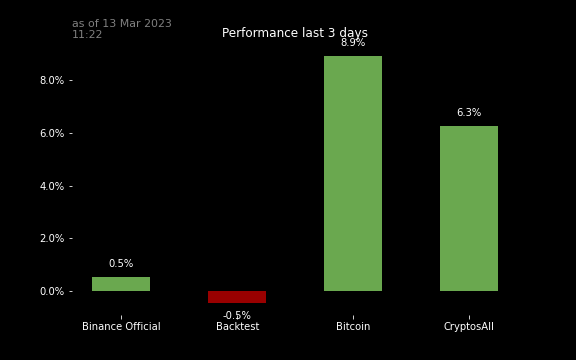 as of 13 Mar 2023
11:22
Performance last 3 days
8.9%
8.0%
6.3%
6.0%
4.0%
2.0%
0.5%
0.0%
-0.5%
Binance Official
Backtest
Bitcoin
CryptosAll